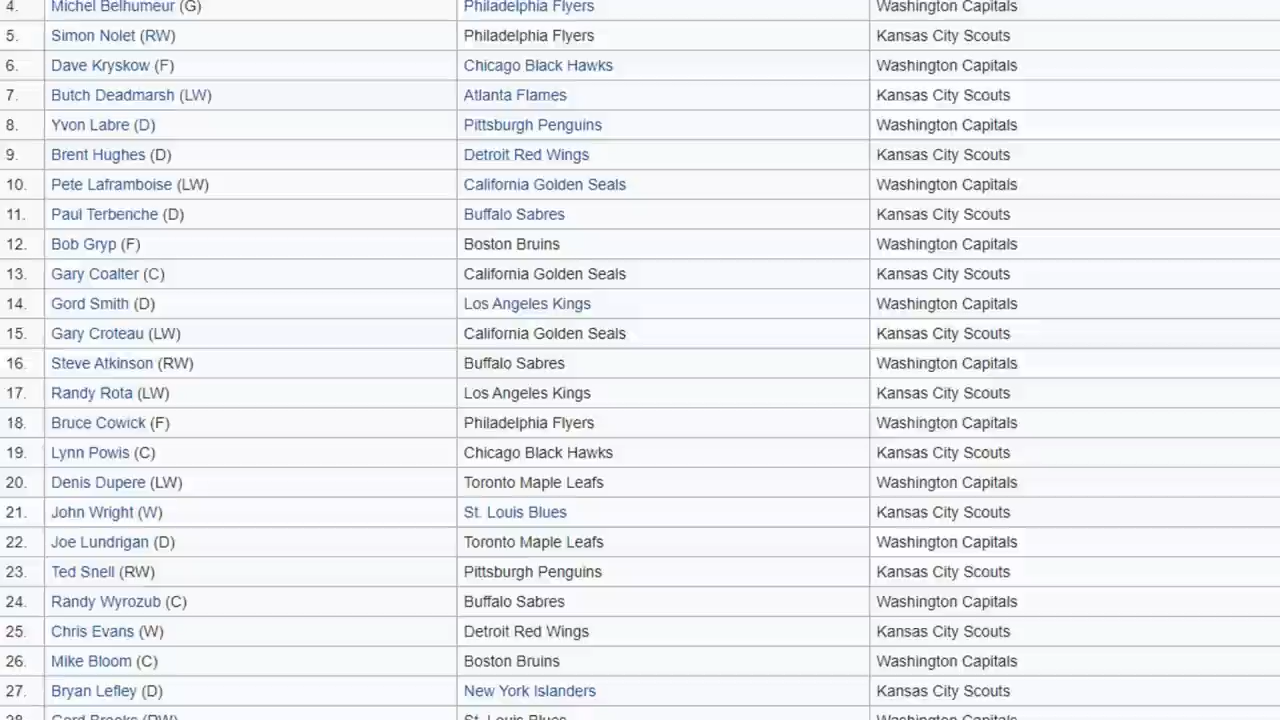 4. Michel Belhumeur (G) Philadelphia Flyers Washington Capitals
5. Simon Nolet (RW) Philadelphia Flyers Kansas City Scouts
6. Dave Kryskow (F) Chicago Black Hawks Washington Capitals
7. Butch Deadmarsh (LW) Atlanta Flames Kansas City Scouts
8. Yvon Labre (D) Pittsburgh Penguins Washington Capitals
9. Brent Hughes (D) Detroit Red Wings Kansas City Scouts
10. Pete Laframboise (LW) California Golden Seals Washington Capitals
11. Paul Terbenche (D) Buffalo Sabres Kansas City Scouts
12. Bob Gryp (F) Boston Bruins Washington Capitals
13. Gary Coalter (C) California Golden Seals Kansas City Scouts
14. Gord Smith (D) Los Angeles Kings Washington Capitals
15. Gary Croteau (LW) California Golden Seals Kansas City Scouts
16. Steve Atkinson (RW) Buffalo Sabres Washington Capitals
17. Randy Rota (LW) Los Angeles Kings Kansas City Scouts
18. Bruce Cowick (F) Philadelphia Flyers Washington Capitals
19. Lynn Powis (C) Chicago Black Hawks Kansas City Scouts
20. Denis Dupere (LW) Toronto Maple Leafs Washington Capitals
21. John Wright (W) St. Louis Blues Kansas City Scouts
22. Joe Lundrigan (D) Toronto Maple Leafs Washington Capitals
23. Ted Snell (RW) Pittsburgh Penguins Kansas City Scouts
24. Randy Wyrozub (C) Buffalo Sabres Washington Capitals
25. Chris Evans (W) Detroit Red Wings Kansas City Scouts
26. Mike Bloom (C) Boston Bruins Washington Capitals
27. Bryan Lefley (D) New York Islanders Kansas City Scouts
28. Gord Brooks (RW) St. Louis Blues Washington Capitals